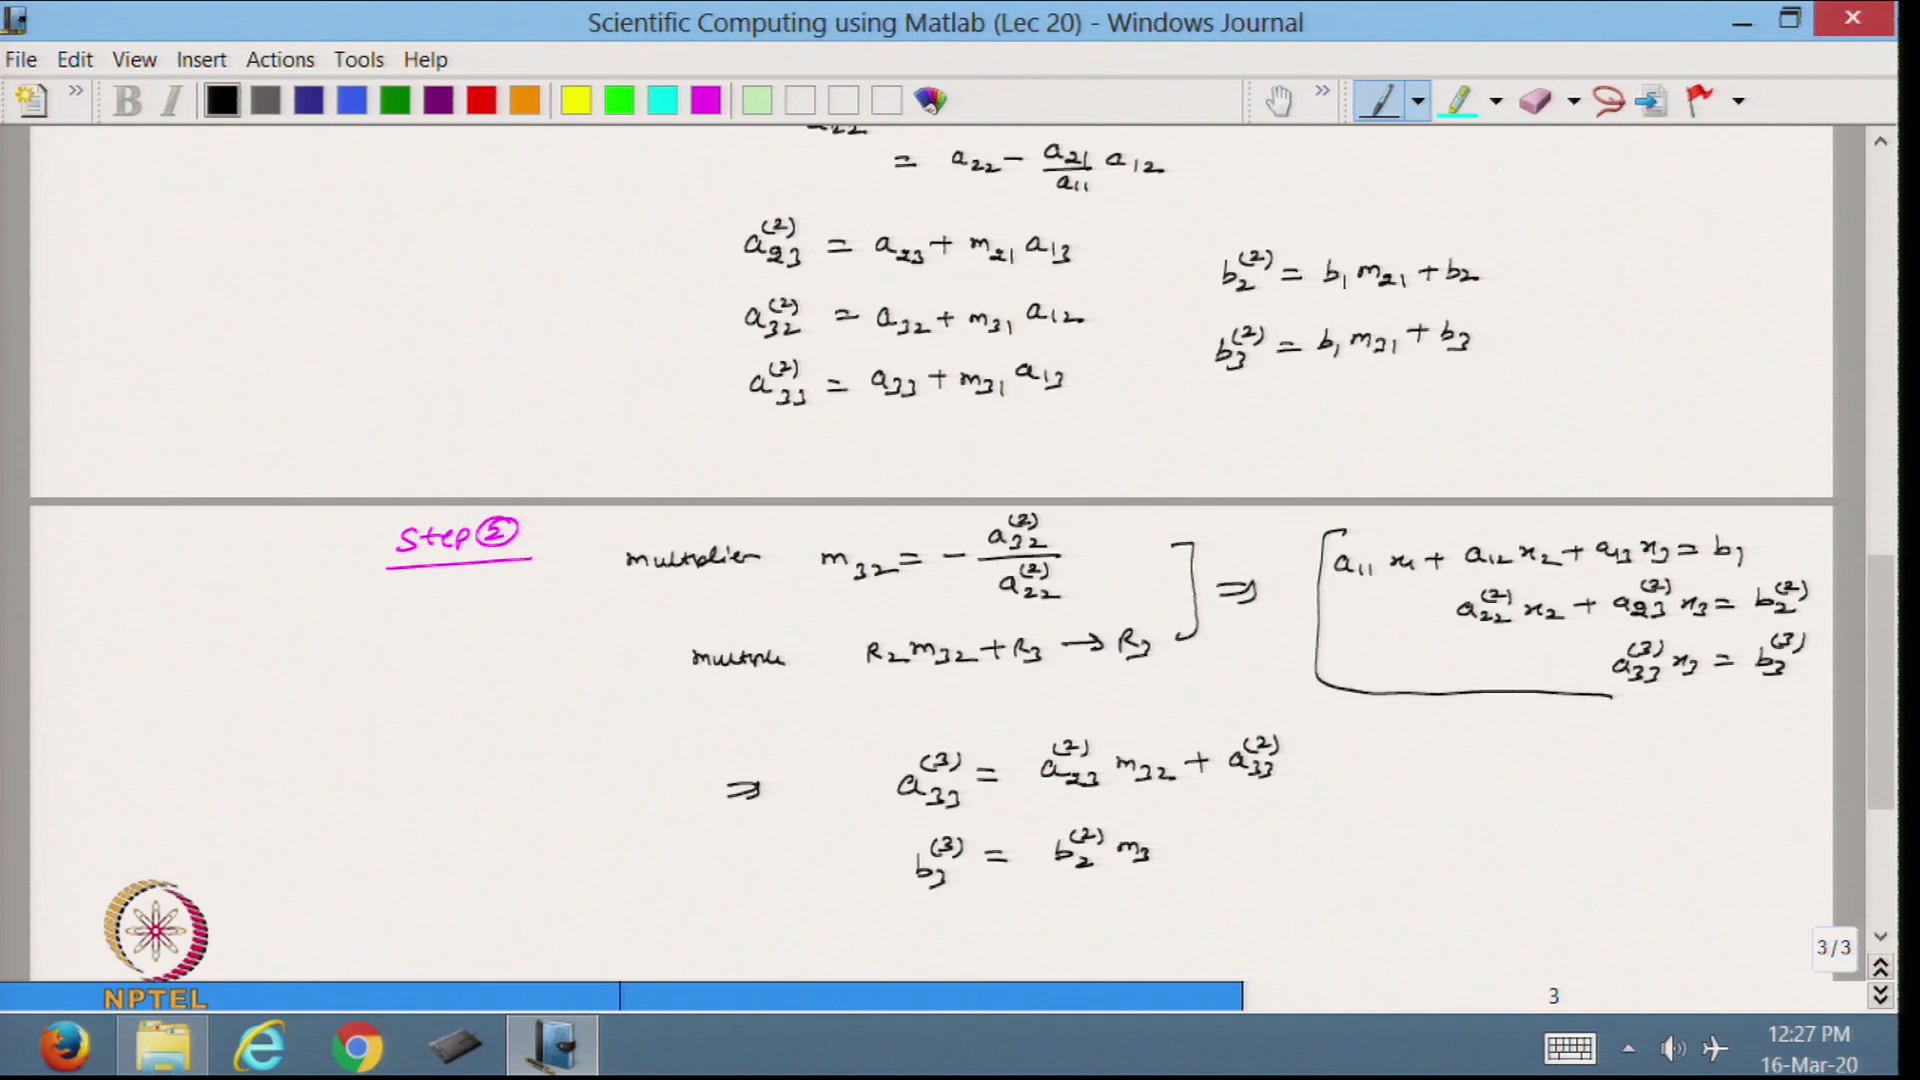 Scientific Computing using Matlab (Lec 20) - Windows Journal
File Edit View Insert Actions Tools Help
B I
a₂₂
= a₂₂ − a₂₁/a₁₁ a₁₂
a₂₃⁽²⁾ = a₂₃ + m₂₁ a₁₃
b₂⁽²⁾ = b₁ m₂₁ + b₂
a₃₂⁽²⁾ = a₃₂ + m₃₁ a₁₂
b₃⁽²⁾ = b₁ m₃₁ + b₃
a₃₃⁽²⁾ = a₃₃ + m₃₁ a₁₃
Step ②
multiplier m₃₂ = − a₃₂⁽²⁾/a₂₂⁽²⁾
multiple R₂ m₃₂ + R₃ → R₃
⇒
a₁₁ x₁ + a₁₂ x₂ + a₁₃ x₃ = b₁
a₂₂⁽²⁾ x₂ + a₂₃⁽²⁾ x₃ = b₂⁽²⁾
a₃₃⁽³⁾ x₃ = b₃⁽³⁾
⇒ a₃₃⁽³⁾ = a₂₃⁽²⁾ m₃₂ + a₃₃⁽²⁾
b₃⁽³⁾ = b₂⁽²⁾ m₃
3/3
NPTEL
3
12:27 PM
16-Mar-20